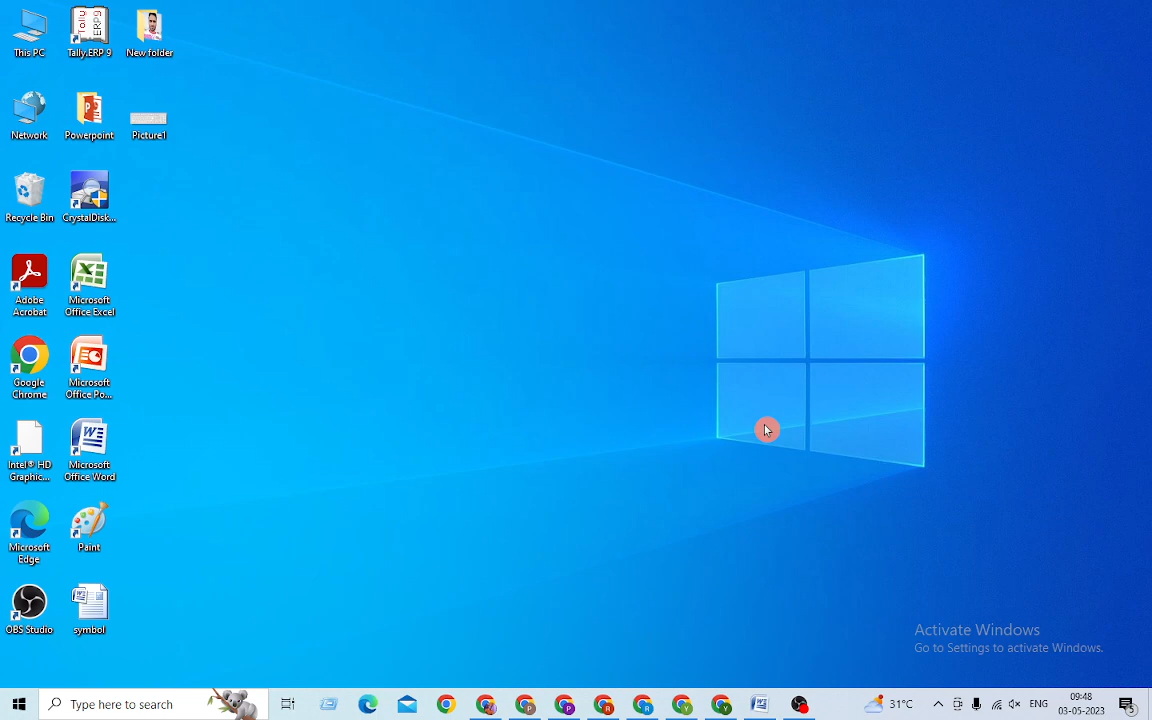 This PC
Tally.ERP 9
New folder
Network
Powerpoint
Picture1
Recycle Bin
CrystalDisk...
Adobe
Acrobat
Microsoft
Office Excel
Google
Chrome
Microsoft
Office Po...
Intel® HD
Graphic...
Microsoft
Office Word
Microsoft
Edge
Paint
OBS Studio
symbol
Activate Windows
Go to Settings to activate Windows.
Type here to search
31°C
ENG
09:48
03-05-2023
5